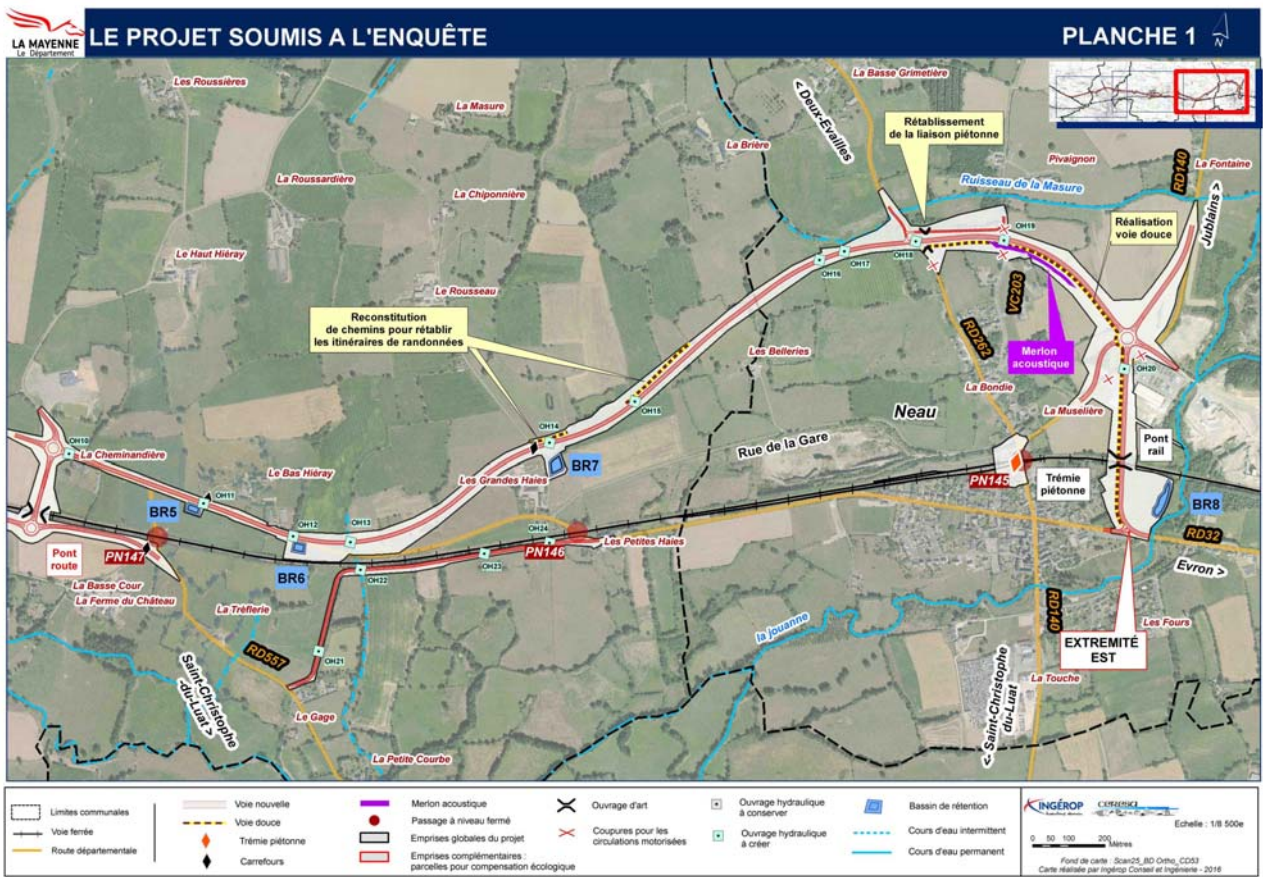 LA MAYENNE
Le Département
LE PROJET SOUMIS A L'ENQUÊTE
PLANCHE 1
N
Les Roussières
La Masure
La Basse Grimetière
< Deux-Evailles
Rétablissement
de la liaison piétonne
La Brière
Pivaignon
RD140
La Fontaine
Ruisseau de la Masure
Jublains >
La Roussardière
La Chiponnière
Réalisation
voie douce
OH19
OH18
OH17
OH16
Le Haut Hiéray
Le Rousseau
VC203
RD262
Reconstitution
de chemins pour rétablir
les itinéraires de randonnées
Merlon
acoustique
Les Belleries
OH20
La Bondie
OH15
Neau
La Muselière
OH14
Rue de la Gare
Pont
rail
OH10
La Cheminandière
Le Bas Hiéray
BR7
Les Grandes Haies
PN145
Trémie
piétonne
OH11
BR5
BR8
OH12
OH13
OH24
RD32
Pont
route
PN147
BR6
PN146
Les Petites Haies
Evron >
OH23
OH22
La Basse Cour
La Ferme du Château
La Tréflerie
RD140
Les Fours
la jouanne
EXTREMITÉ
EST
RD557
OH21
Saint-Christophe
-du-Luat >
La Touche
< Saint-Christophe
du-Luat
Le Gage
La Petite Courbe
Limites communales
Voie ferrée
Route départementale
Voie nouvelle
Voie douce
Trémie piétonne
Carrefours
Merlon acoustique
Passage à niveau fermé
Emprises globales du projet
Emprises complémentaires :
parcelles pour compensation écologique
Ouvrage d'art
Coupures pour les
circulations motorisées
Ouvrage hydraulique
à conserver
Ouvrage hydraulique
à créer
Bassin de rétention
Cours d'eau intermittent
Cours d'eau permanent
INGÉROP
ceresa
Echelle : 1/8 500e
0 50 100 200
Mètres
Fond de carte : Scan25_BD Ortho_CD53
Carte réalisée par Ingérop Conseil et Ingénierie - 2016